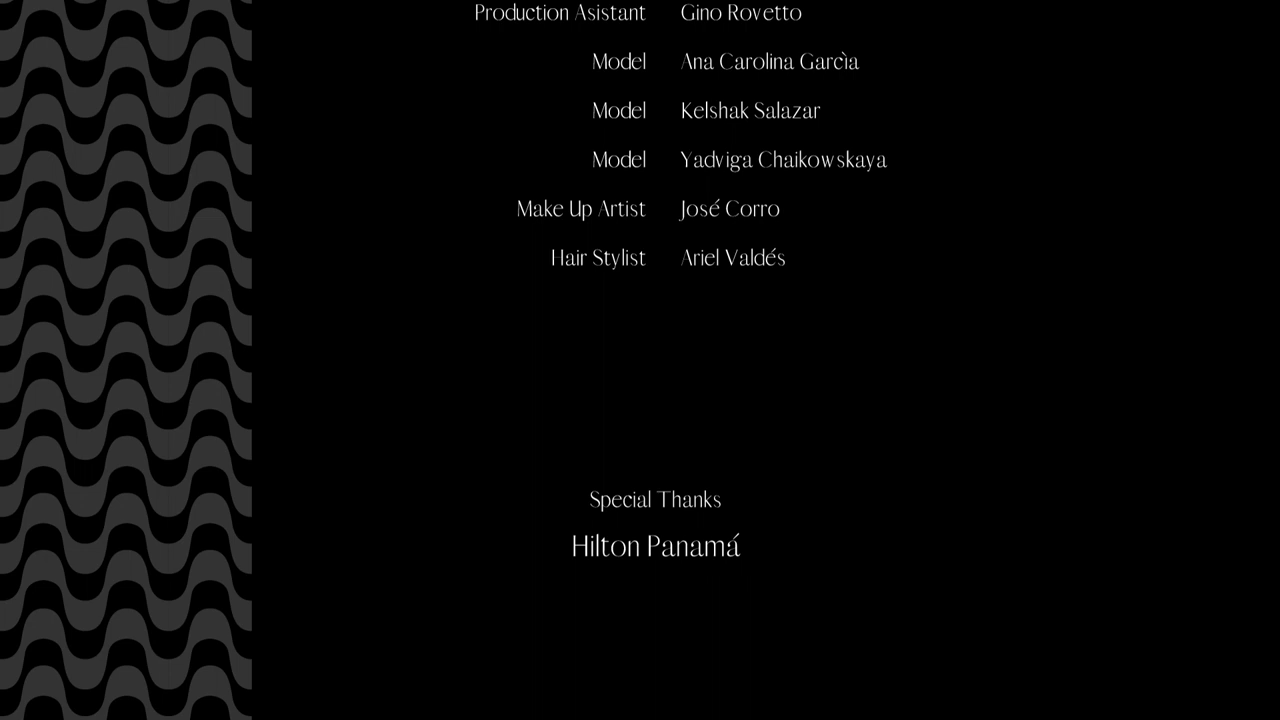 Production Asistant Gino Rovetto
Model Ana Carolina Garcìa
Model Kelshak Salazar
Model Yadviga Chaikowskaya
Make Up Artist José Corro
Hair Stylist Ariel Valdés
Special Thanks
Hilton Panamá